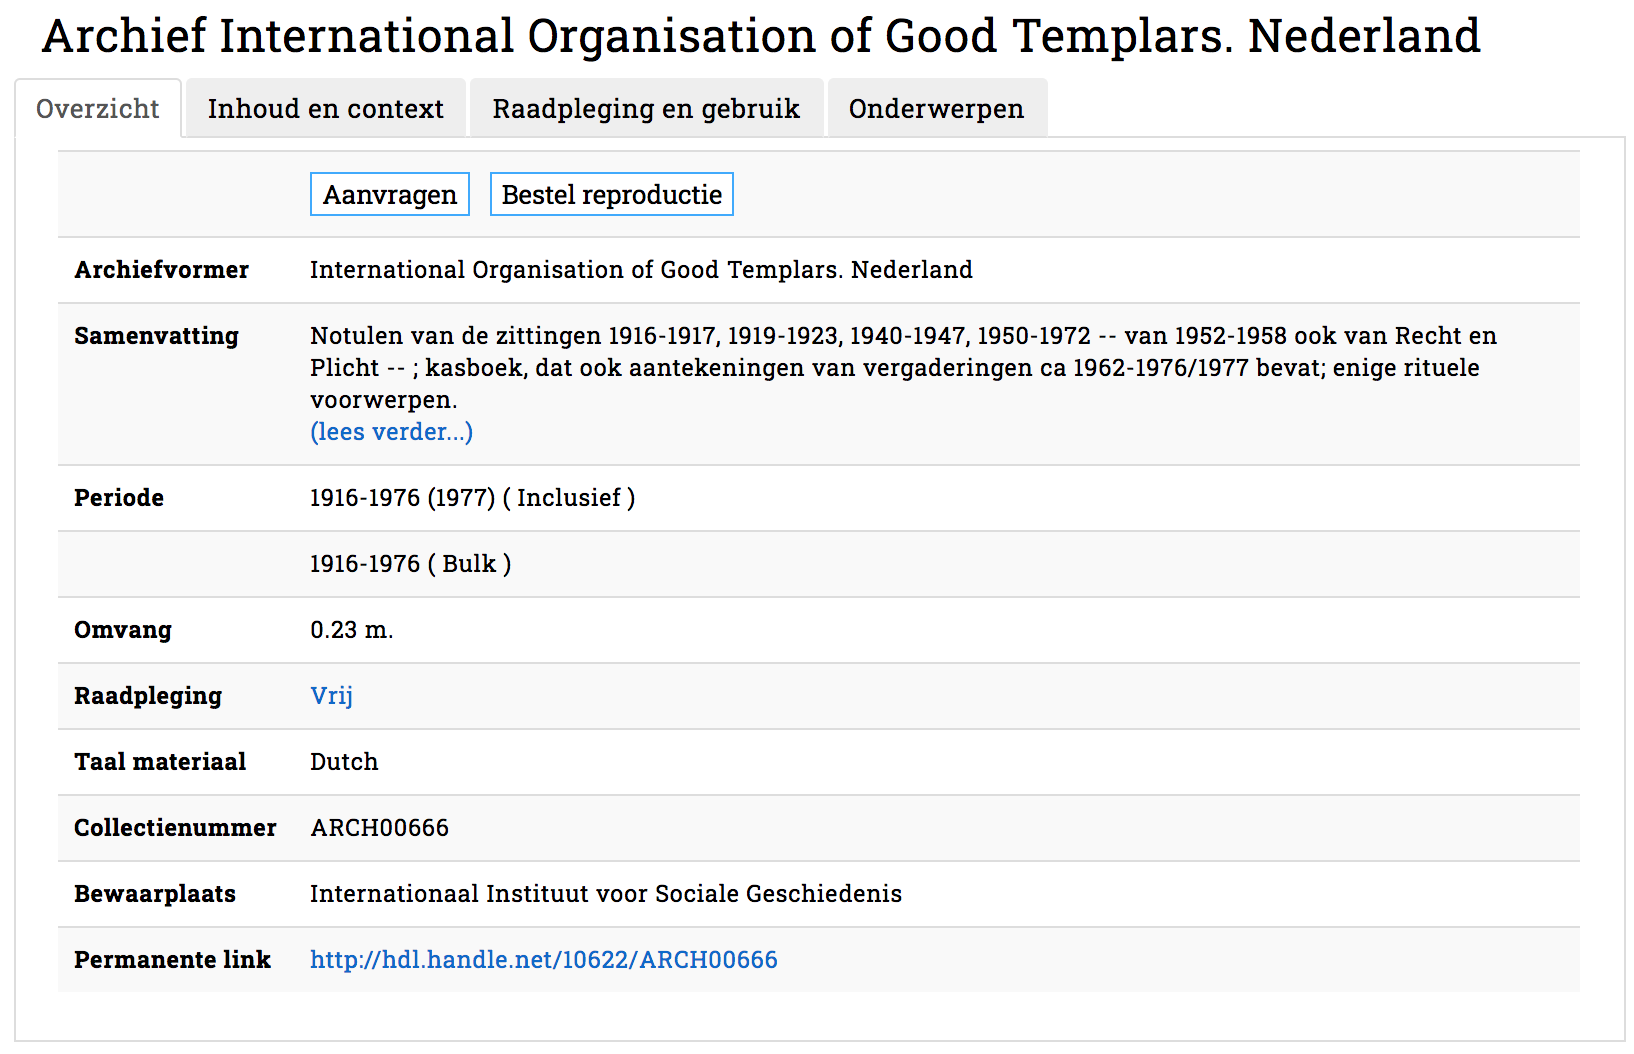 Archief International Organisation of Good Templars. Nederland
Overzicht Inhoud en context Raadpleging en gebruik Onderwerpen
Aanvragen Bestel reproductie
Archiefvormer International Organisation of Good Templars. Nederland
Samenvatting Notulen van de zittingen 1916-1917, 1919-1923, 1940-1947, 1950-1972 -- van 1952-1958 ook van Recht en
Plicht -- ; kasboek, dat ook aantekeningen van vergaderingen ca 1962-1976/1977 bevat; enige rituele
voorwerpen.
(lees verder...)
Periode 1916-1976 (1977) ( Inclusief )
1916-1976 ( Bulk )
Omvang 0.23 m.
Raadpleging Vrij
Taal materiaal Dutch
Collectienummer ARCH00666
Bewaarplaats Internationaal Instituut voor Sociale Geschiedenis
Permanente link http://hdl.handle.net/10622/ARCH00666